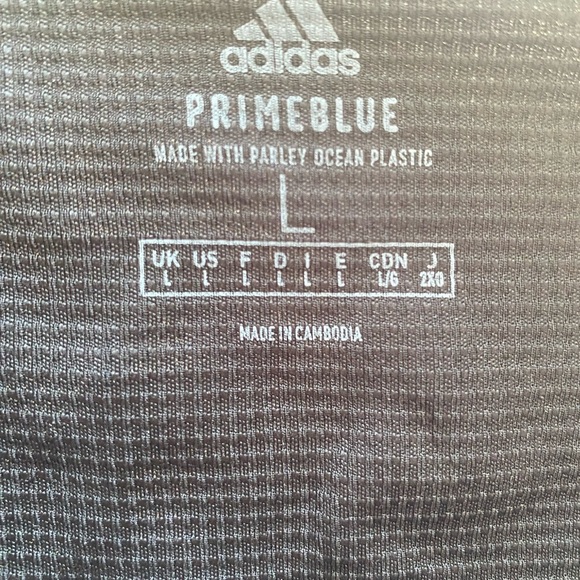 adidas
PRIMEBLUE
MADE WITH PARLEY OCEAN PLASTIC
L
UK US F D I E CDN J
L L L L L L L/G 2XO
MADE IN CAMBODIA